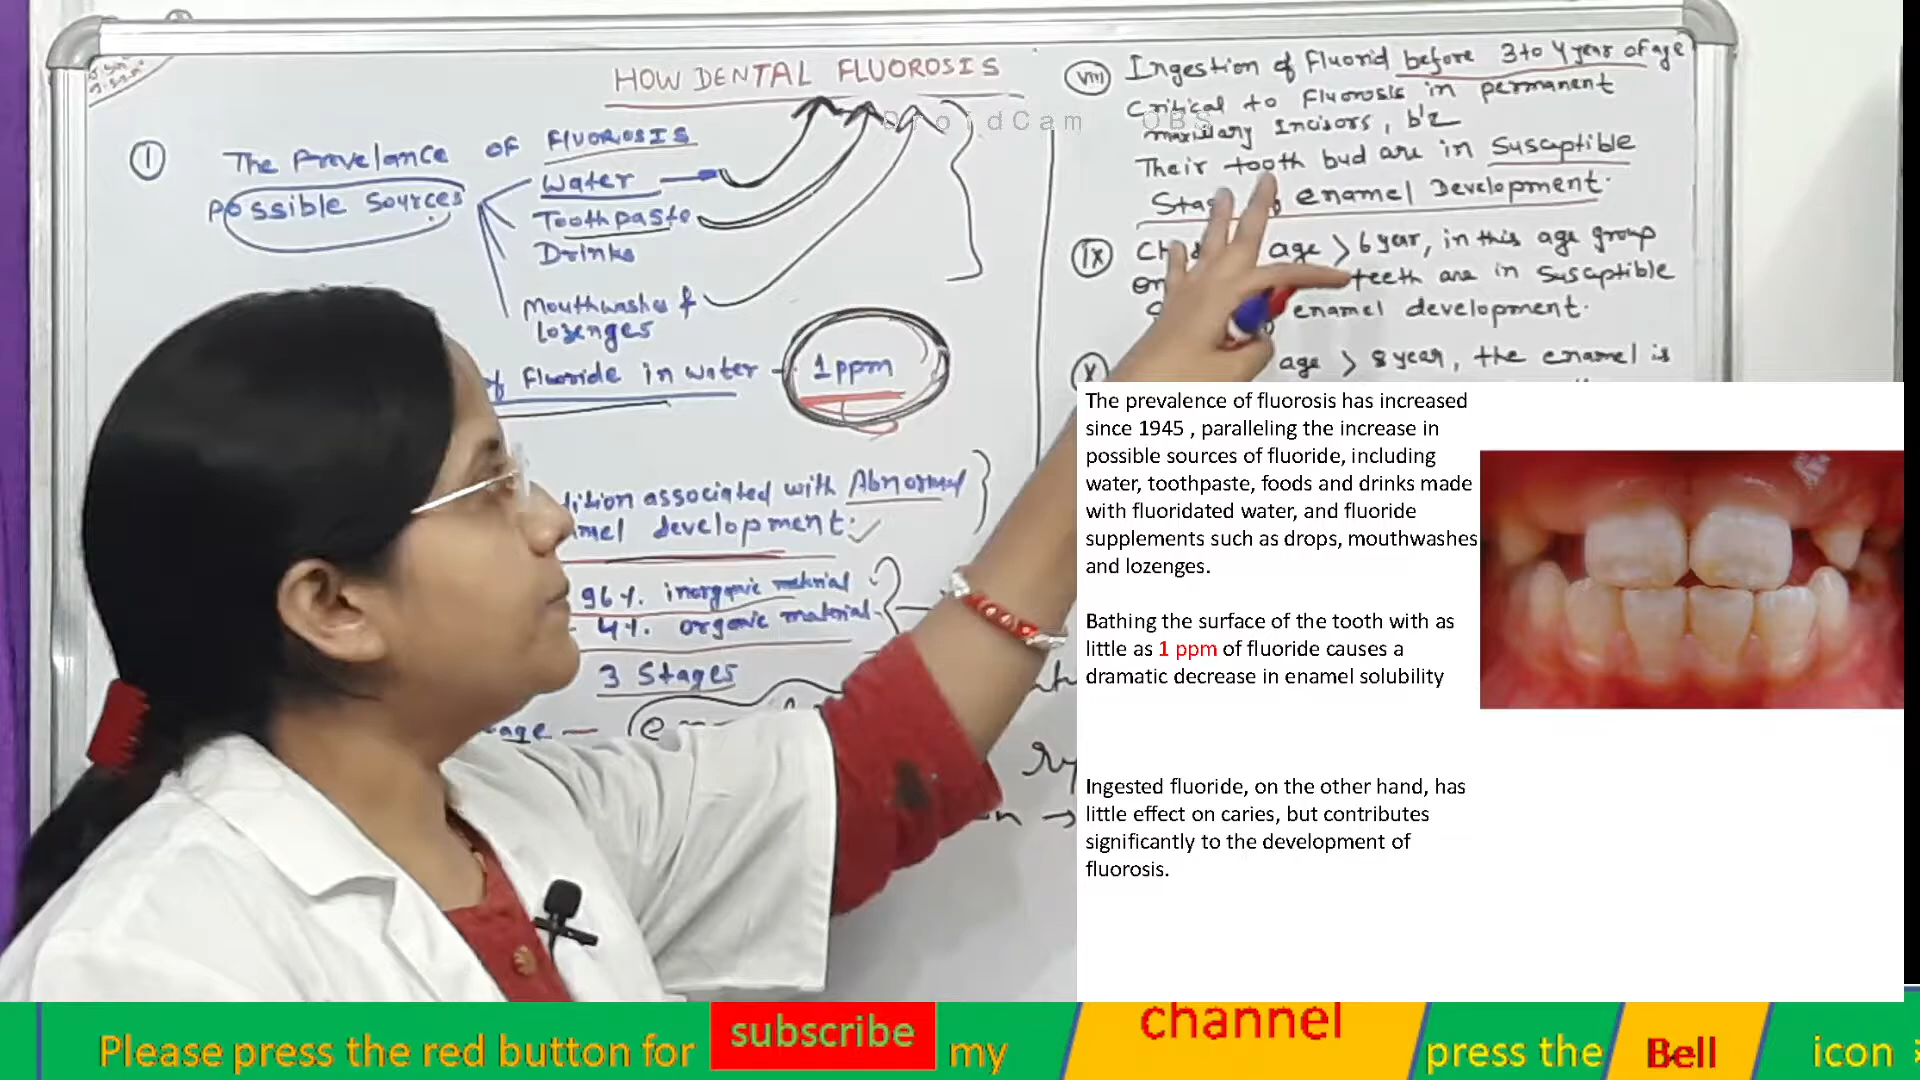 HOW DENTAL FLUOROSIS
DroidCam OBS
I
The Prevelance OF FLUOROSIS
Possible Sources
Water
Toothpaste
Drinks
Mouthwashes &
lozenges
of Fluoride in water - 1 ppm
dition associated with Abnormal
mel development.
96%. inorganic material
4%. organic material
3 Stages
age —
VIII Ingestion of Fluorid before 3 to 4 year of age
Critical to Fluorosis in permanent
maxillary Incisors, b'z
Their tooth bud are in Susceptible
enamel Development.
IX age > 6 year, in this age group
teeth are in Susceptible
enamel development.
X age > 8 year, the enamel is
The prevalence of fluorosis has increased
since 1945 , paralleling the increase in
possible sources of fluoride, including
water, toothpaste, foods and drinks made
with fluoridated water, and fluoride
supplements such as drops, mouthwashes
and lozenges.
Bathing the surface of the tooth with as
little as 1 ppm of fluoride causes a
dramatic decrease in enamel solubility
Ingested fluoride, on the other hand, has
little effect on caries, but contributes
significantly to the development of
fluorosis.
Please press the red button for subscribe my channel press the Bell icon